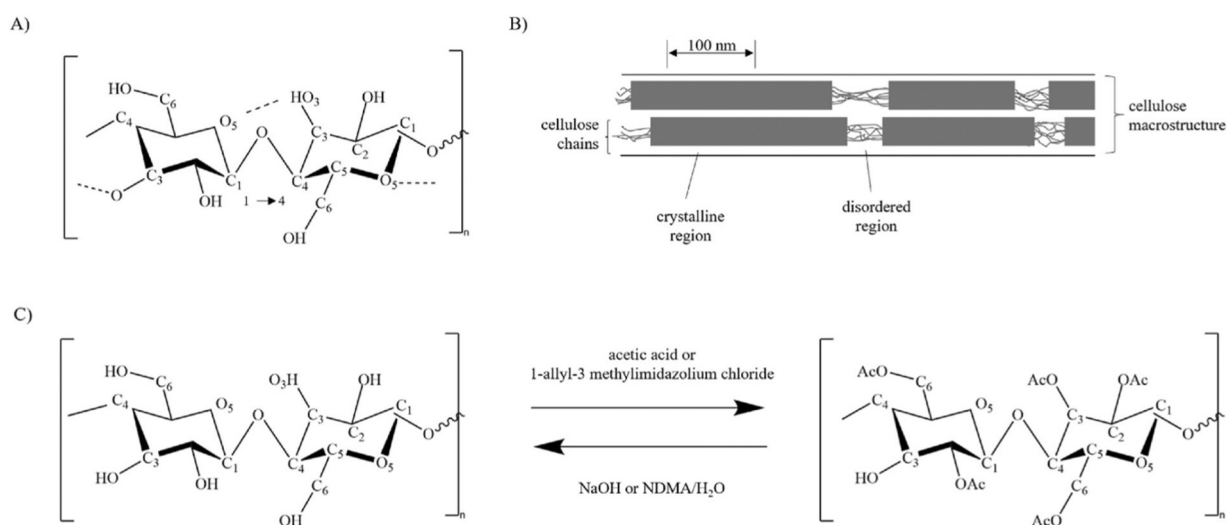 A)
HO
C₆
C₄
O₅
HO₃
OH
C₁
C₃
C₂
O
O
C₃
C₁
C₄
C₅
O₅
O
OH
1 → 4
C₆
OH
n
B)
100 nm
cellulose
chains
cellulose
macrostructure
crystalline
region
disordered
region
C)
HO
C₆
C₄
O₅
O₃H
OH
C₁
C₃
C₂
O
O
C₃
C₁
C₄
C₅
O₅
HO
OH
C₆
OH
n
acetic acid or
1-allyl-3 methylimidazolium chloride
NaOH or NDMA/H₂O
AcO
C₆
C₄
O₅
AcO
OAc
C₁
C₃
C₂
O
O
C₃
C₁
C₄
C₅
O₅
HO
OAc
C₆
AcO
n